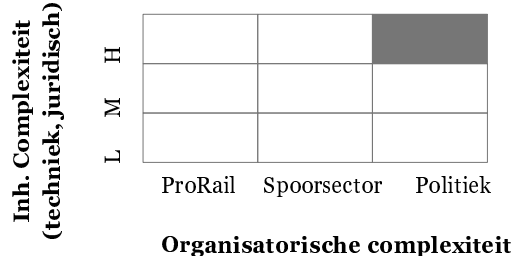 Inh. Complexiteit
(techniek, juridisch)
H
M
L
ProRail Spoorsector Politiek
Organisatorische complexiteit